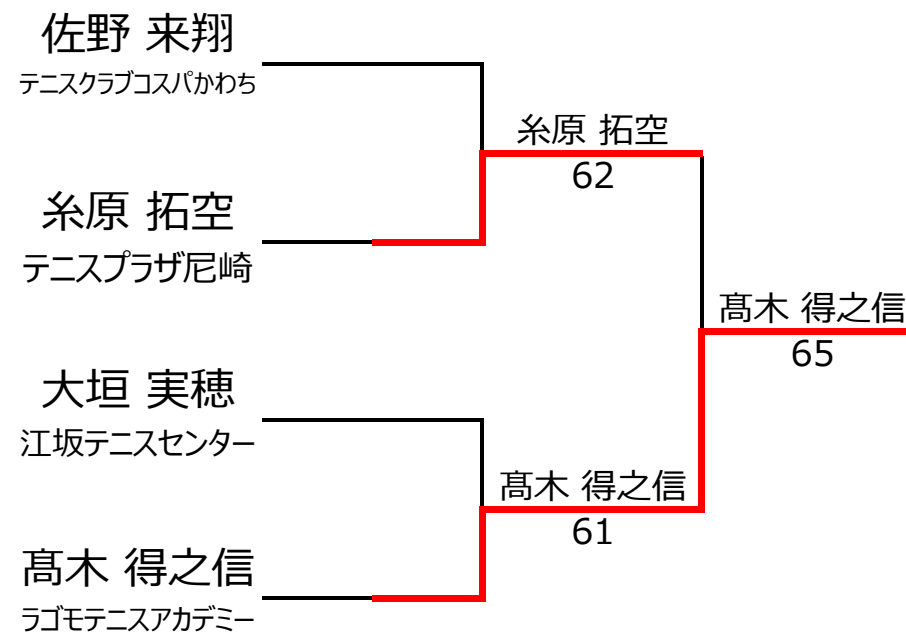 佐野 来翔
テニスクラブコスパかわち
糸原 拓空
62
糸原 拓空
テニスプラザ尼崎
髙木 得之信
65
大垣 実穂
江坂テニスセンター
髙木 得之信
61
髙木 得之信
ラゴモテニスアカデミー